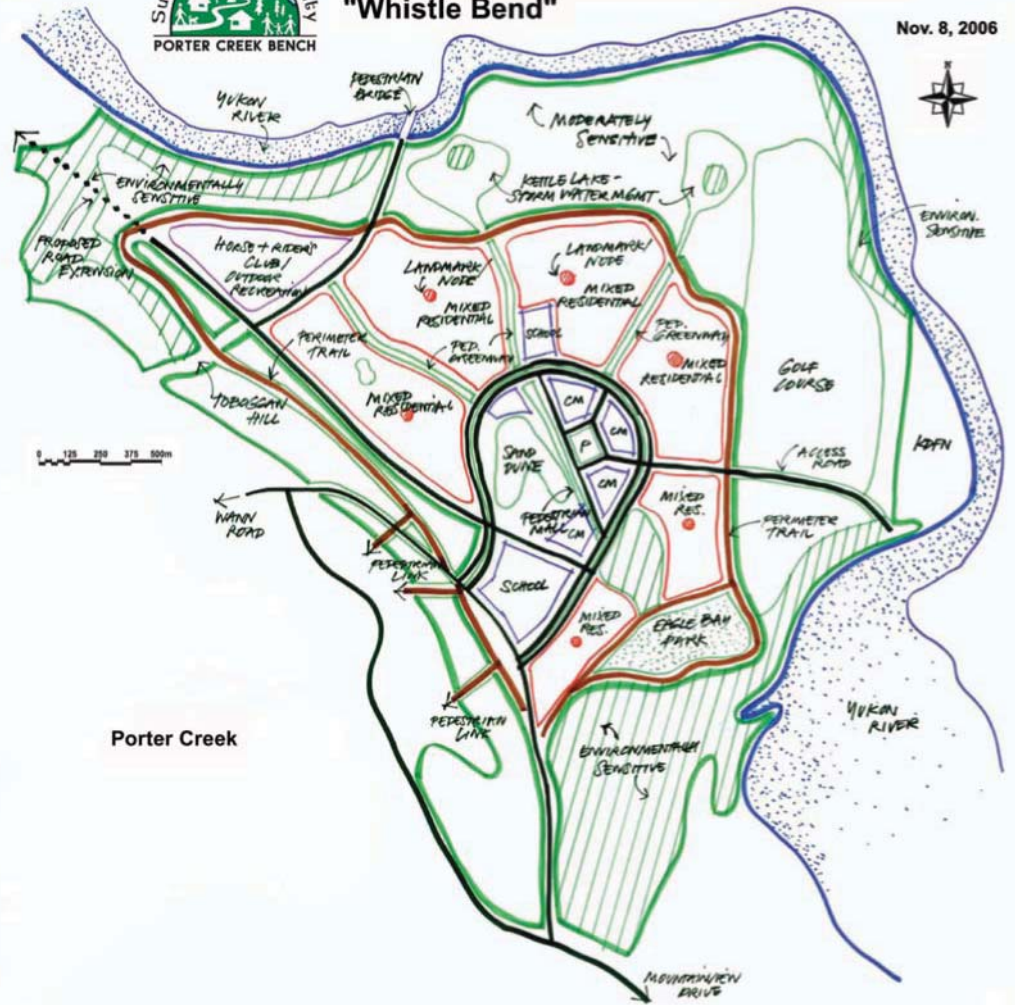 "Whistle Bend"
Nov. 8, 2006
PORTER CREEK BENCH
N
PEDESTRIAN
BRIDGE
YUKON
RIVER
MODERATELY
SENSITIVE
ENVIRONMENTALLY
SENSITIVE
KETTLE LAKE -
STORM WATER MGMT
ENVIRON.
SENSITIVE
PROPOSED
ROAD
EXTENSION
HORSE + RIDER'S
CLUB/
OUTDOOR
RECREATION
LANDMARK/
NODE
MIXED
RESIDENTIAL
LANDMARK/
NODE
MIXED
RESIDENTIAL
SCHOOL
PED.
GREENWAY
PED.
GREENWAY
PERIMETER
TRAIL
MIXED
RESIDENTIAL
GOLF
COURSE
TOBOGGAN
HILL
MIXED
RESIDENTIAL
CM
CM
P
CM
SAND
DUNE
KDFN
ACCESS
ROAD
0 125 250 375 500m
WANN
ROAD
PEDESTRIAN
MALL
CM
MIXED
RES.
PERIMETER
TRAIL
PEDESTRIAN
LINK
SCHOOL
MIXED
RES.
EAGLE BAY
PARK
PEDESTRIAN
LINK
YUKON
RIVER
Porter Creek
ENVIRONMENTALLY
SENSITIVE
MOUNTAINVIEW
DRIVE